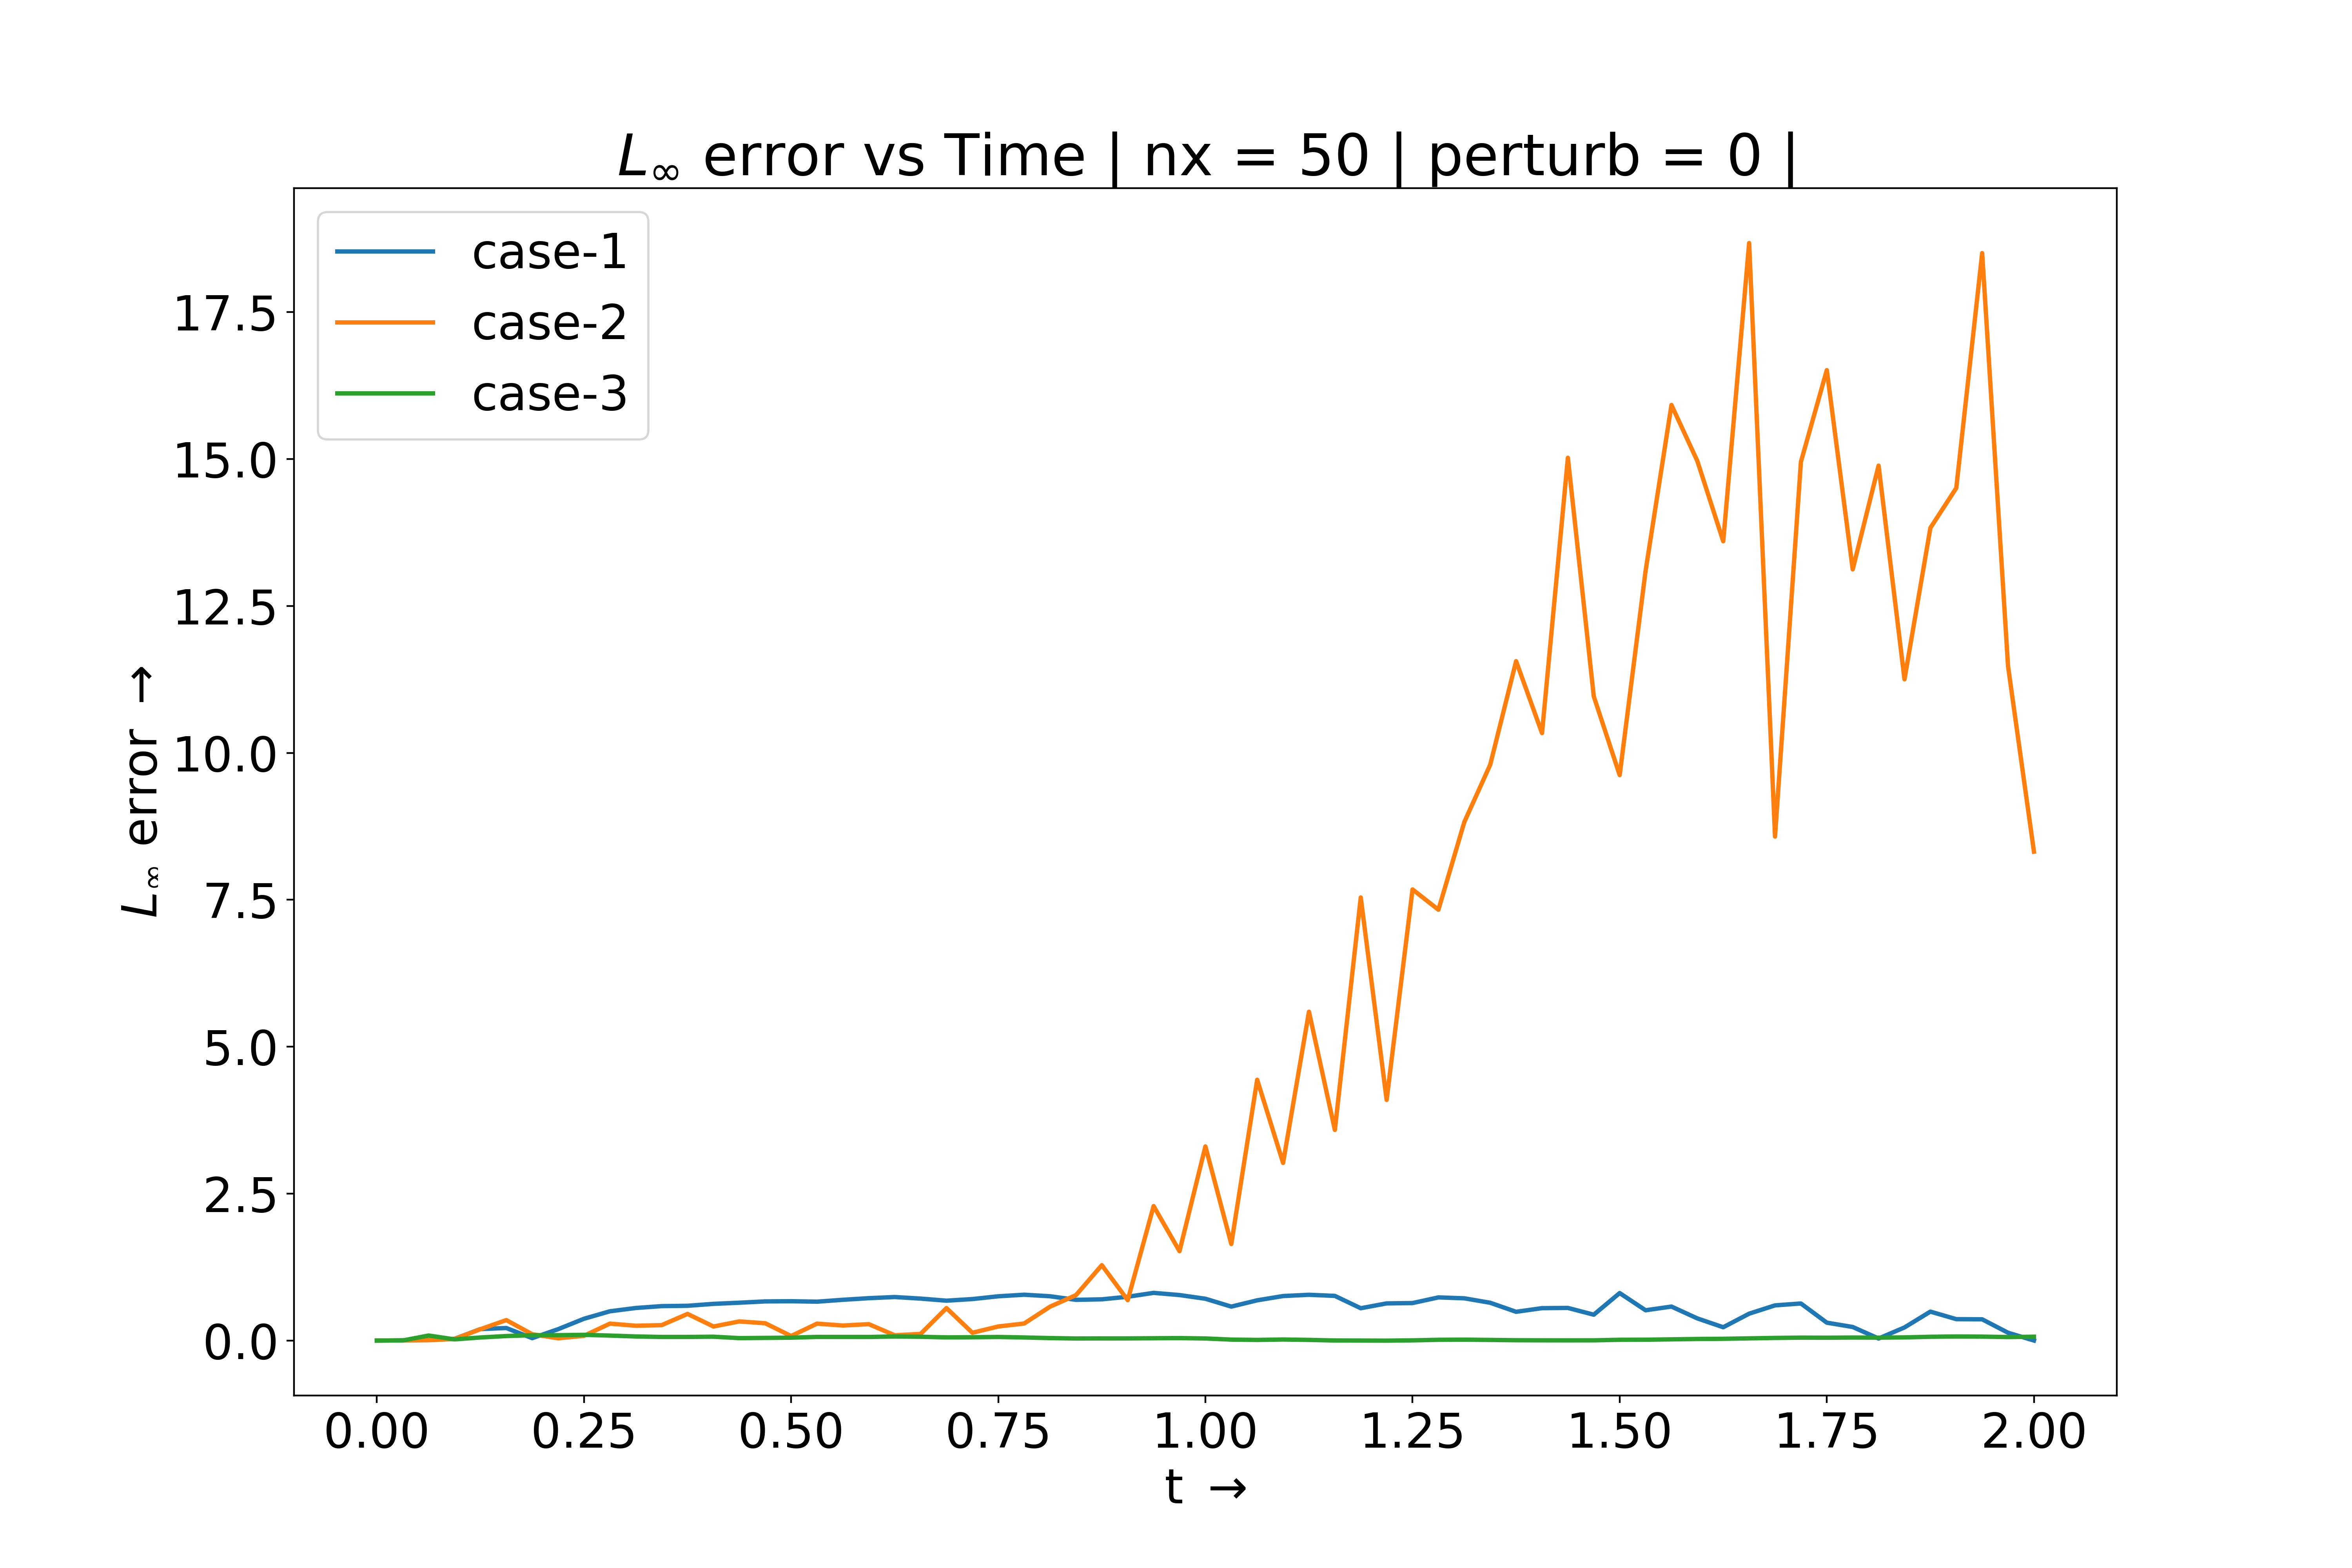 L∞ error vs Time | nx = 50 | perturb = 0 |
case-1
case-2
case-3
17.5
15.0
12.5
10.0
7.5
5.0
2.5
0.0
L∞ error →
0.00 0.25 0.50 0.75 1.00 1.25 1.50 1.75 2.00
t →